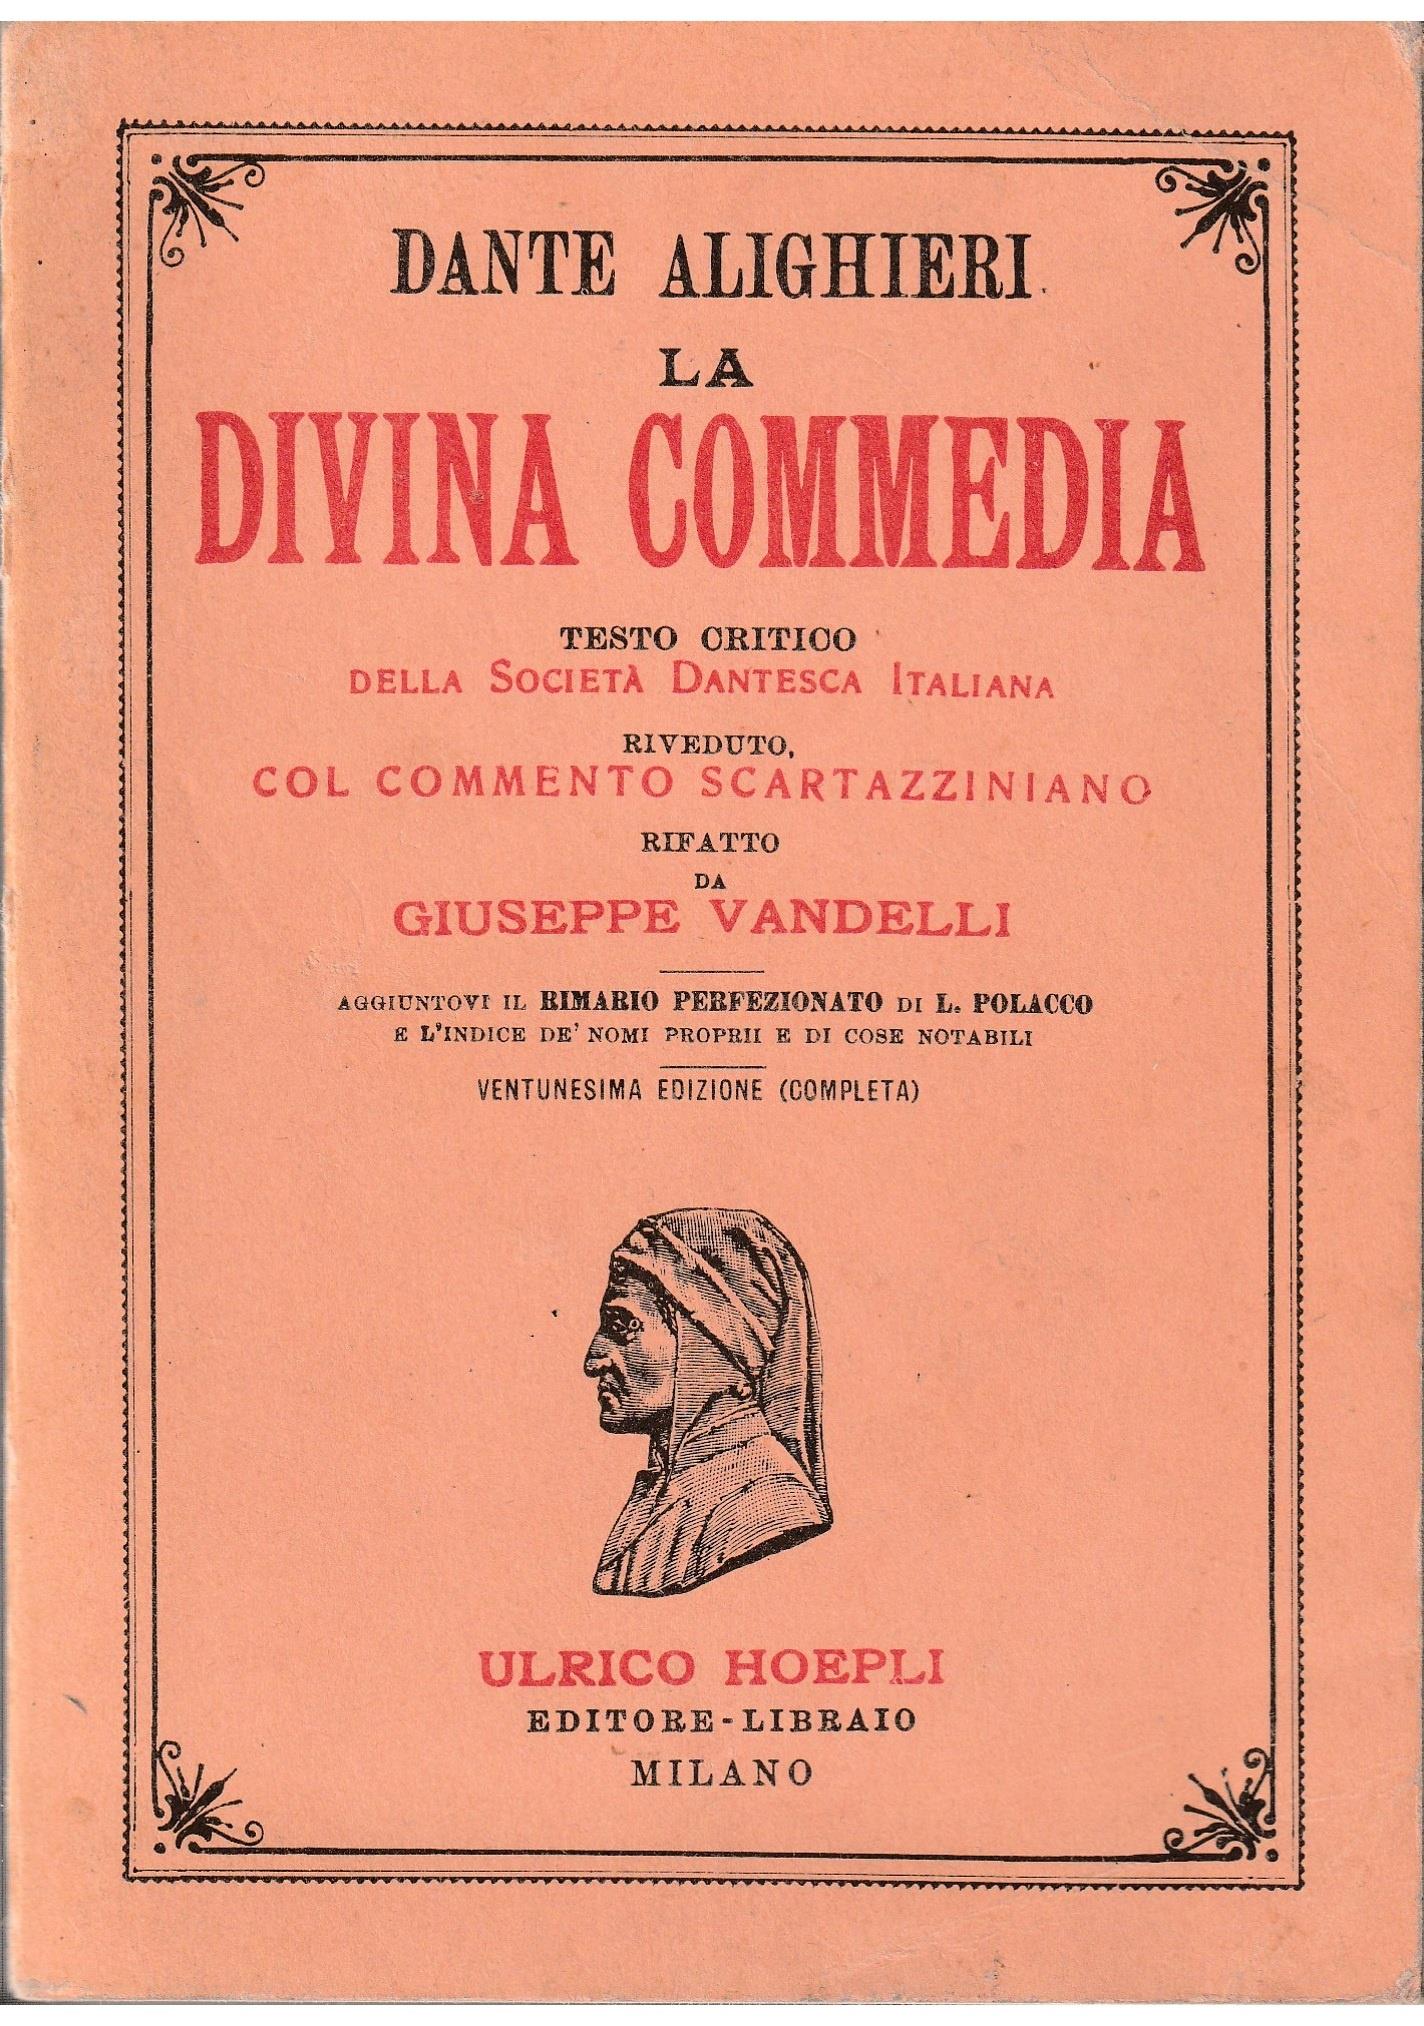 DANTE ALIGHIERI
LA
DIVINA COMMEDIA
TESTO CRITICO
DELLA SOCIETÀ DANTESCA ITALIANA
RIVEDUTO,
COL COMMENTO SCARTAZZINIANO
RIFATTO
DA
GIUSEPPE VANDELLI
AGGIUNTOVI IL RIMARIO PERFEZIONATO DI L. POLACCO
E L'INDICE DE' NOMI PROPRII E DI COSE NOTABILI
VENTUNESIMA EDIZIONE (COMPLETA)
ULRICO HOEPLI
EDITORE-LIBRAIO
MILANO